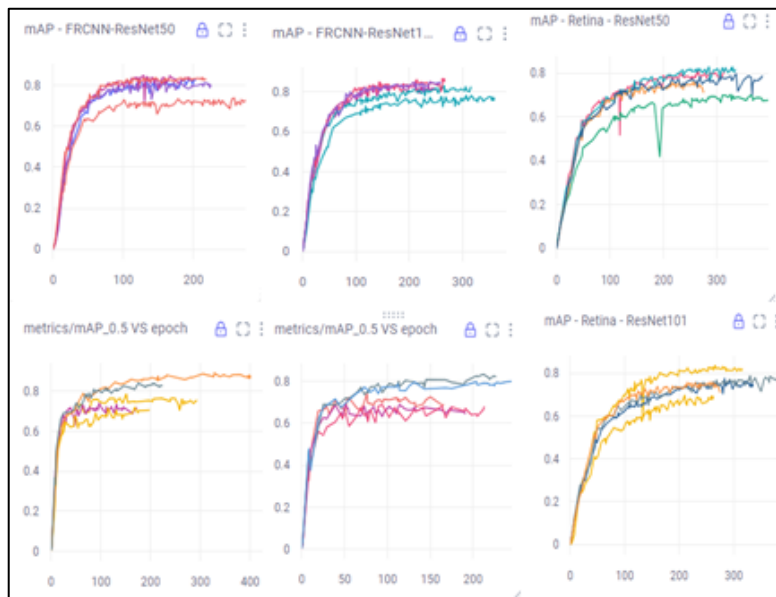 mAP - FRCNN-ResNet50
0.8
0.6
0.4
0.2
0
0 100 200
mAP - FRCNN-ResNet1...
0.8
0.6
0.4
0.2
0
0 100 200 300
mAP - Retina - ResNet50
0.8
0.6
0.4
0.2
0
0 100 200 300
metrics/mAP_0.5 VS epoch
0.8
0.6
0.4
0.2
0
0 100 200 300 400
metrics/mAP_0.5 VS epoch
0.8
0.6
0.4
0.2
0
0 50 100 150 200
mAP - Retina - ResNet101
0.8
0.6
0.4
0.2
0
0 100 200 300